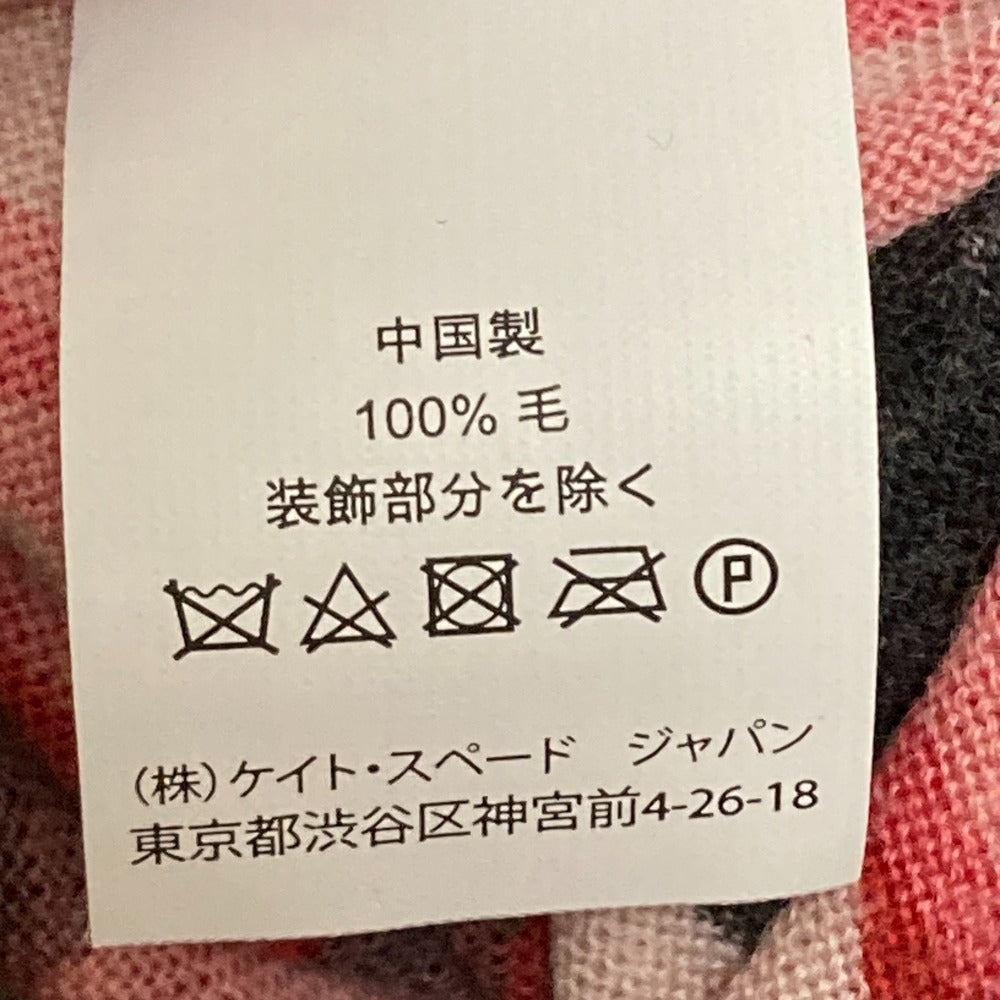 中国製
100% 毛
装飾部分を除く
P
(株)ケイト・スペード ジャパン
東京都渋谷区神宮前4-26-18